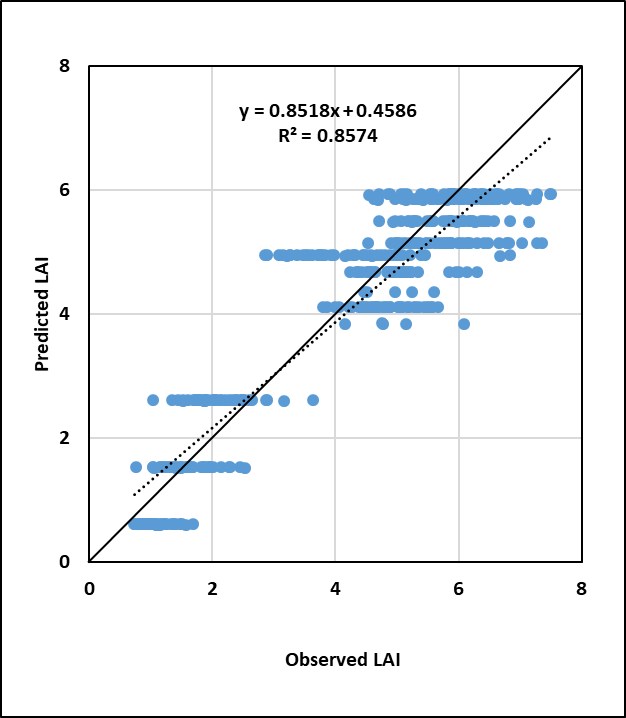 8
y = 0.8518x + 0.4586
R² = 0.8574
6
Predicted LAI
4
2
0
0 2 4 6 8
Observed LAI